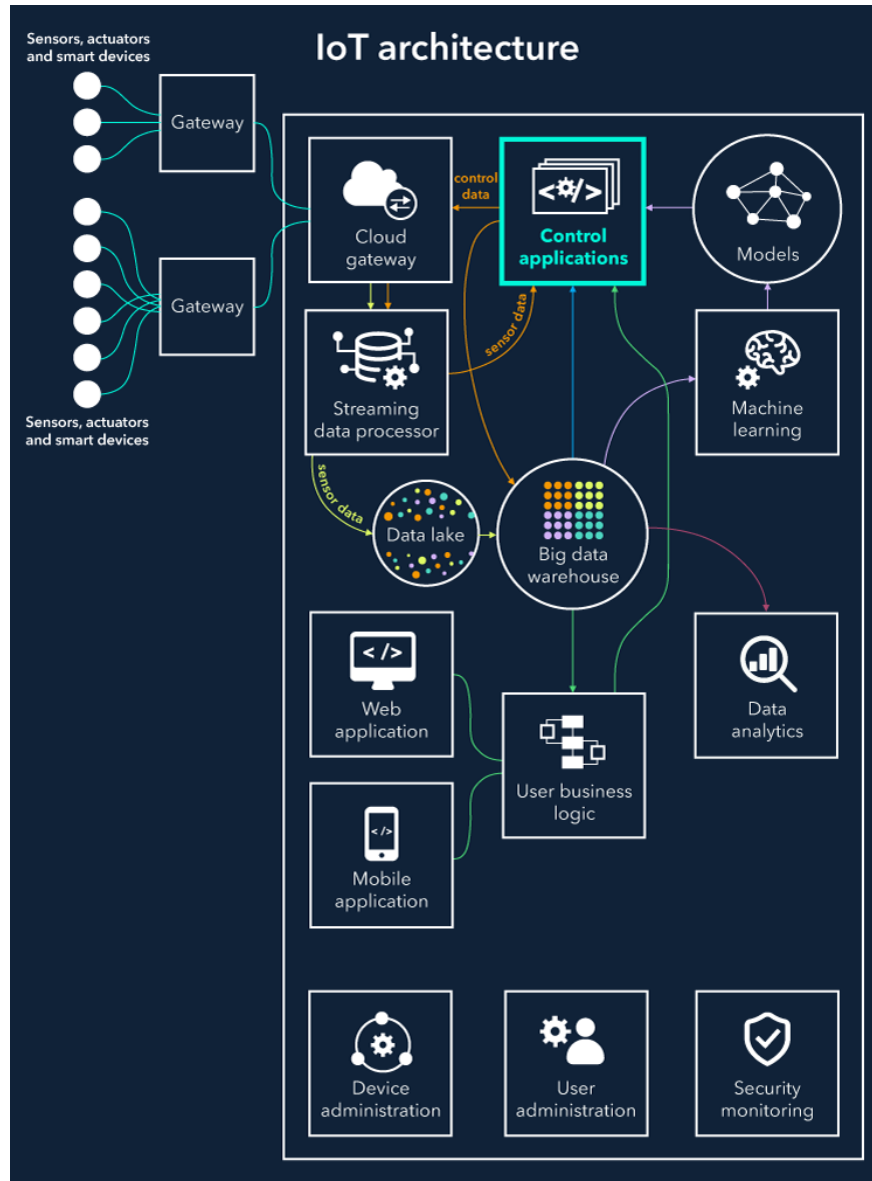 IoT architecture
Sensors, actuators
and smart devices
Gateway
Cloud
gateway
control
data
Control
applications
Models
Gateway
sensor data
Streaming
data processor
Machine
learning
Sensors, actuators
and smart devices
sensor data
Data lake
Big data
warehouse
</>
Web
application
User business
logic
Data
analytics
</>
Mobile
application
Device
administration
User
administration
Security
monitoring